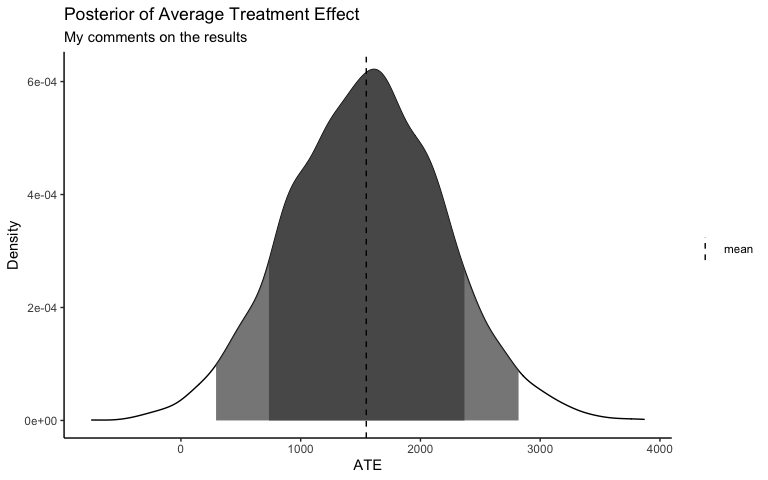 Posterior of Average Treatment Effect
My comments on the results
6e-04
4e-04
2e-04
0e+00
Density
0
1000
2000
3000
4000
ATE
mean